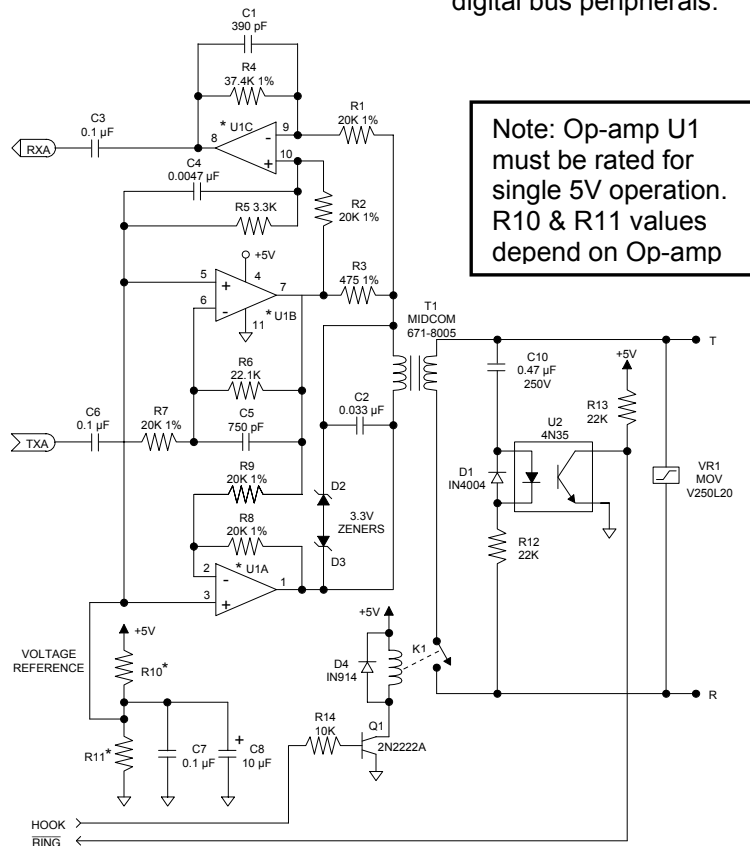 digital bus peripherals.
C1
390 pF
R4
37.4K 1%
C3
0.1 µF
RXA
* U1C
8
9
10
-
+
R1
20K 1%
C4
0.0047 µF
R5 3.3K
R2
20K 1%
Note: Op-amp U1
must be rated for
single 5V operation.
R10 & R11 values
depend on Op-amp
+5V
5
4
7
6
11
+
-
* U1B
R3
475 1%
T1
MIDCOM
671-8005
R6
22.1K
C6
0.1 µF
TXA
R7
20K 1%
C5
750 pF
C2
0.033 µF
R9
20K 1%
R8
20K 1%
D2
3.3V
ZENERS
D3
* U1A
2
3
1
-
+
T
C10
0.47 µF
250V
+5V
R13
22K
U2
4N35
D1
IN4004
VR1
MOV
V250L20
R12
22K
+5V
VOLTAGE
REFERENCE
R10*
R11*
C7
0.1 µF
+
C8
10 µF
+5V
K1
D4
IN914
R14
10K
Q1
2N2222A
R
HOOK
RING